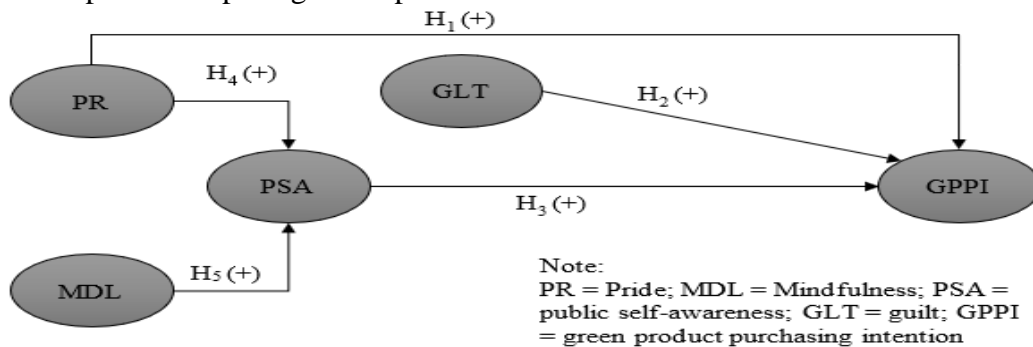 H1 (+)
H4 (+)
GLT
PR
H2 (+)
PSA
GPPI
H3 (+)
H5 (+)
MDL
Note:
PR = Pride; MDL = Mindfulness; PSA =
public self-awareness; GLT = guilt; GPPI
= green product purchasing intention